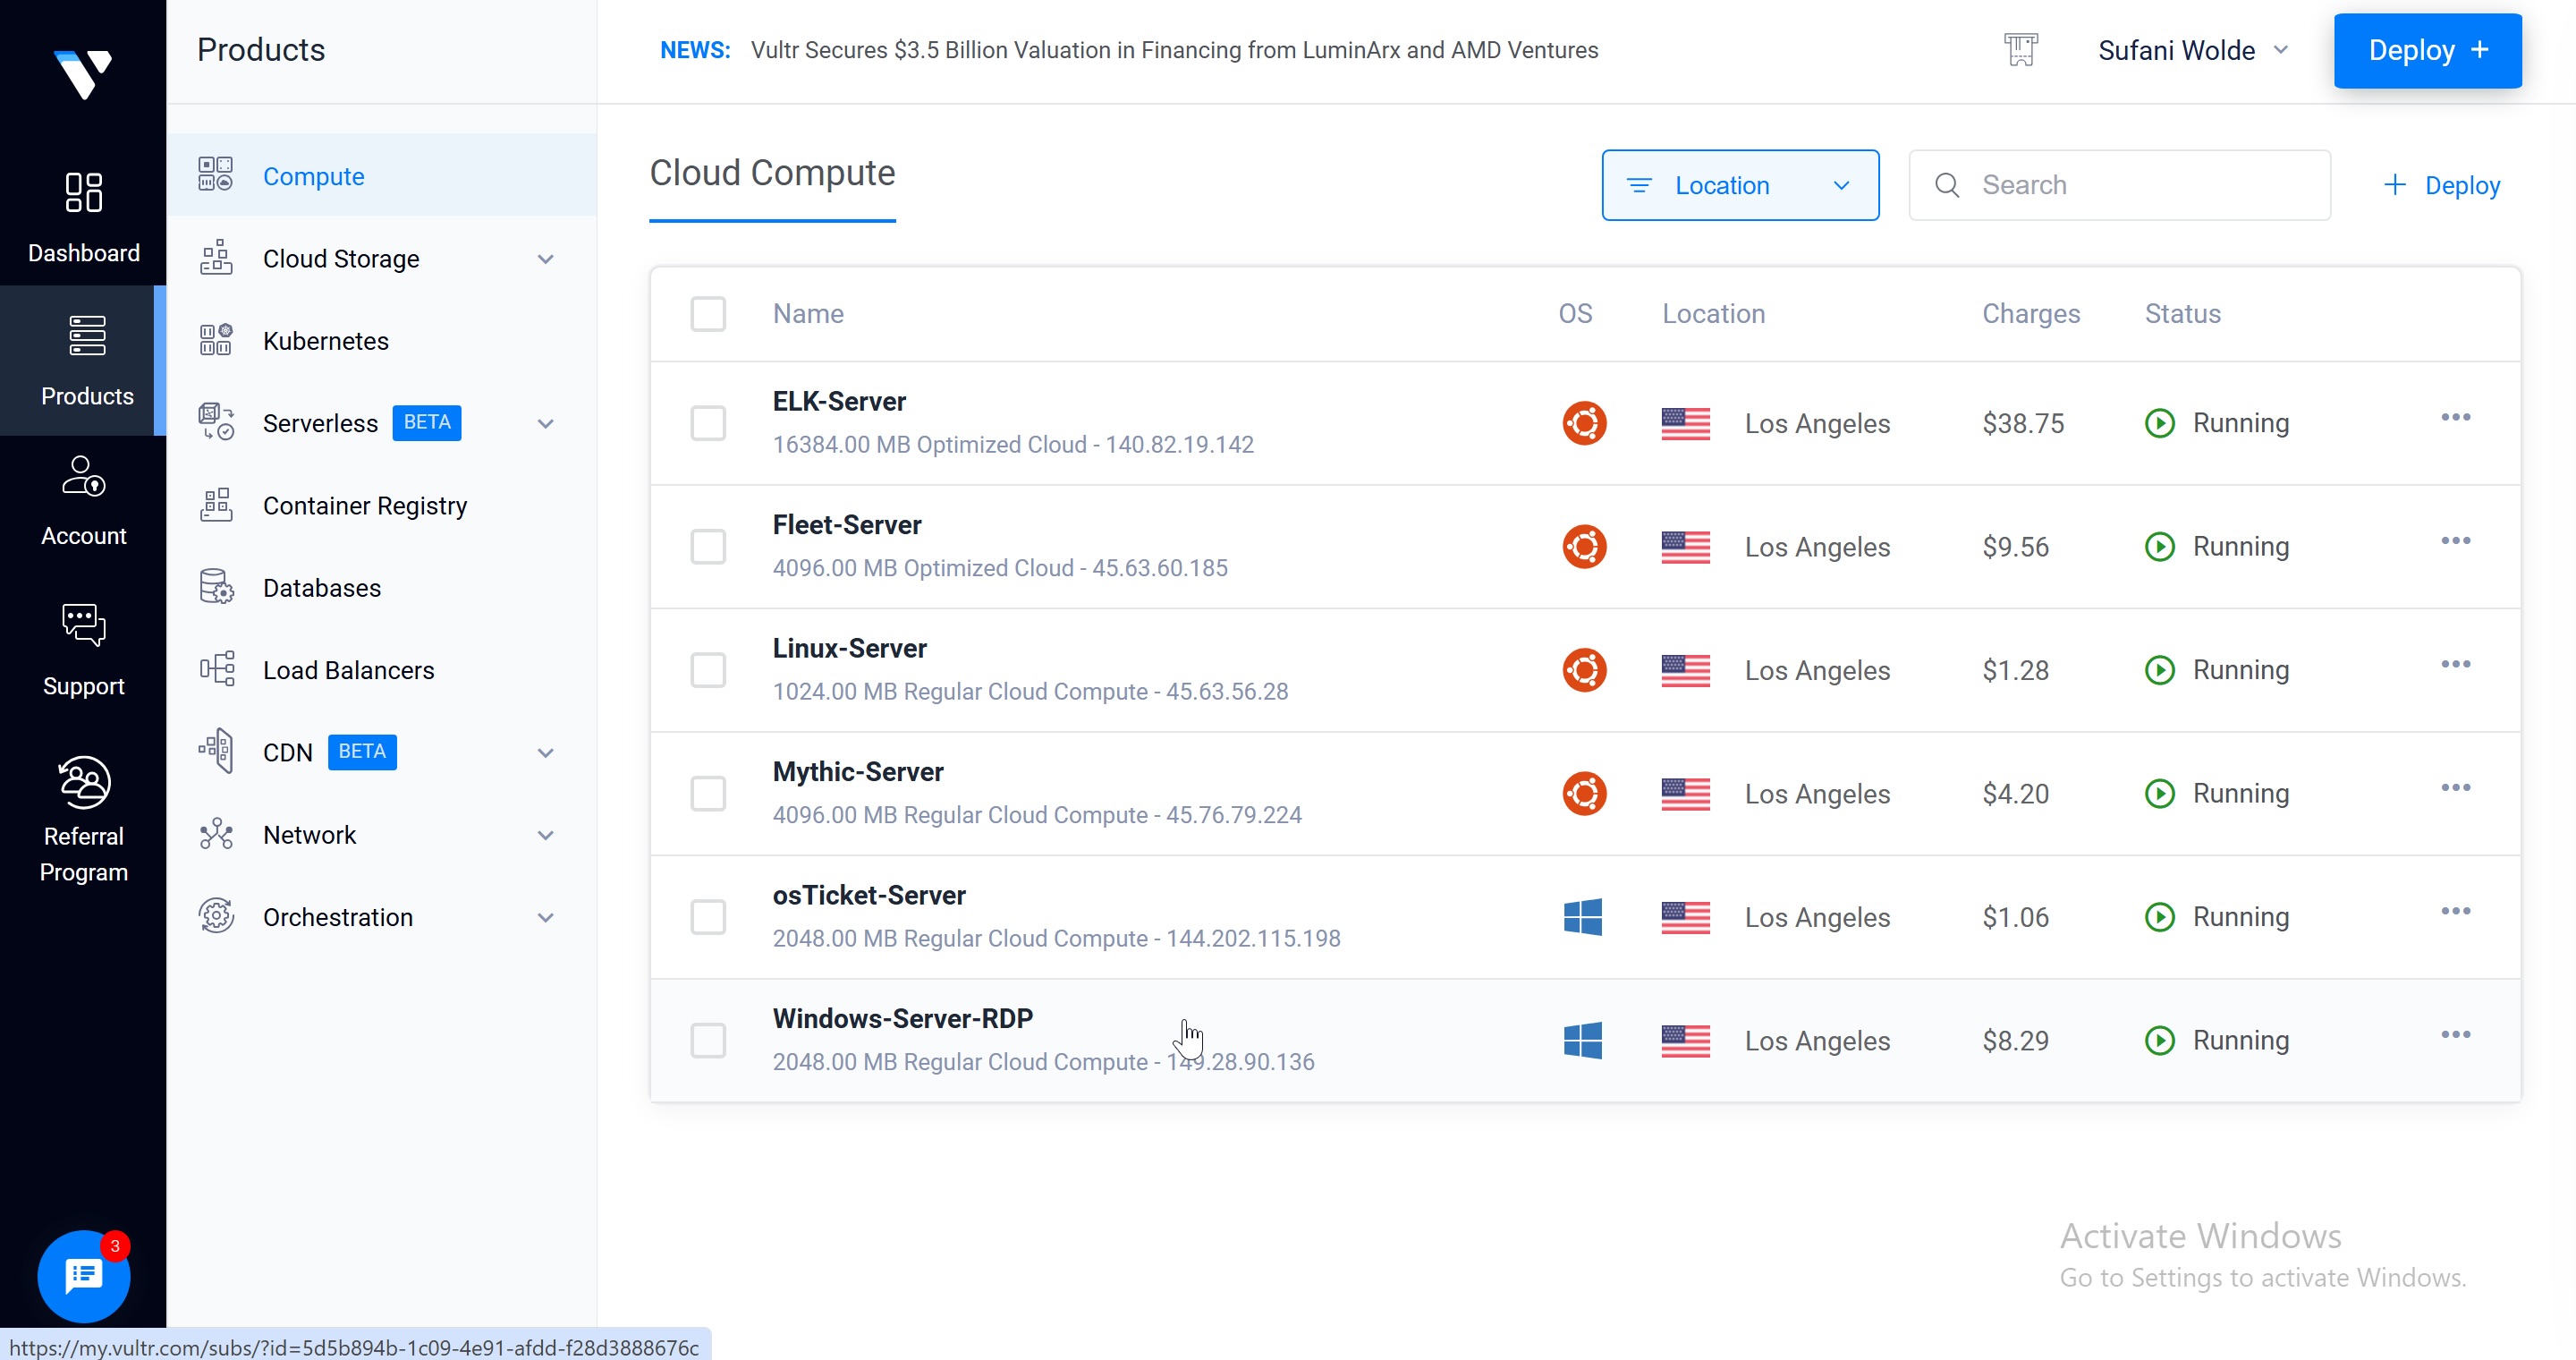 Products
NEWS: Vultr Secures $3.5 Billion Valuation in Financing from LuminArx and AMD Ventures
Sufani Wolde
Deploy +
Dashboard
Products
Account
Support
Referral
Program
3
Compute
Cloud Storage
Kubernetes
Serverless BETA
Container Registry
Databases
Load Balancers
CDN BETA
Network
Orchestration
Cloud Compute
Location
Search
+ Deploy
Name OS Location Charges Status
ELK-Server
16384.00 MB Optimized Cloud - 140.82.19.142
Los Angeles $38.75 Running
Fleet-Server
4096.00 MB Optimized Cloud - 45.63.60.185
Los Angeles $9.56 Running
Linux-Server
1024.00 MB Regular Cloud Compute - 45.63.56.28
Los Angeles $1.28 Running
Mythic-Server
4096.00 MB Regular Cloud Compute - 45.76.79.224
Los Angeles $4.20 Running
osTicket-Server
2048.00 MB Regular Cloud Compute - 144.202.115.198
Los Angeles $1.06 Running
Windows-Server-RDP
2048.00 MB Regular Cloud Compute - 149.28.90.136
Los Angeles $8.29 Running
Activate Windows
Go to Settings to activate Windows.
https://my.vultr.com/subs/?id=5d5b894b-1c09-4e91-afdd-f28d3888676c